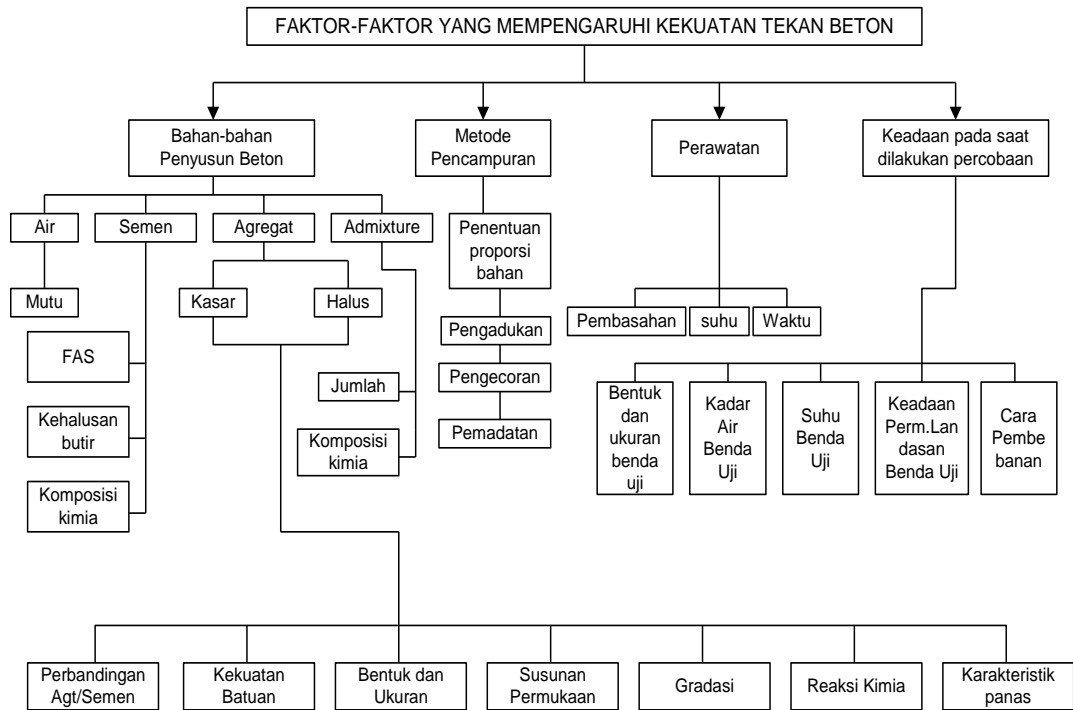 FAKTOR-FAKTOR YANG MEMPENGARUHI KEKUATAN TEKAN BETON
Bahan-bahan
Penyusun Beton
Metode
Pencampuran
Perawatan
Keadaan pada saat
dilakukan percobaan
Air
Semen
Agregat
Admixture
Penentuan
proporsi
bahan
Mutu
Kasar
Halus
Pembasahan
suhu
Waktu
FAS
Pengadukan
Jumlah
Pengecoran
Kehalusan
butir
Pemadatan
Komposisi
kimia
Komposisi
kimia
Bentuk
dan
ukuran
benda
uji
Kadar
Air
Benda
Uji
Suhu
Benda
Uji
Keadaan
Perm.Lan
dasan
Benda Uji
Cara
Pembe
banan
Perbandingan
Agt/Semen
Kekuatan
Batuan
Bentuk dan
Ukuran
Susunan
Permukaan
Gradasi
Reaksi Kimia
Karakteristik
panas